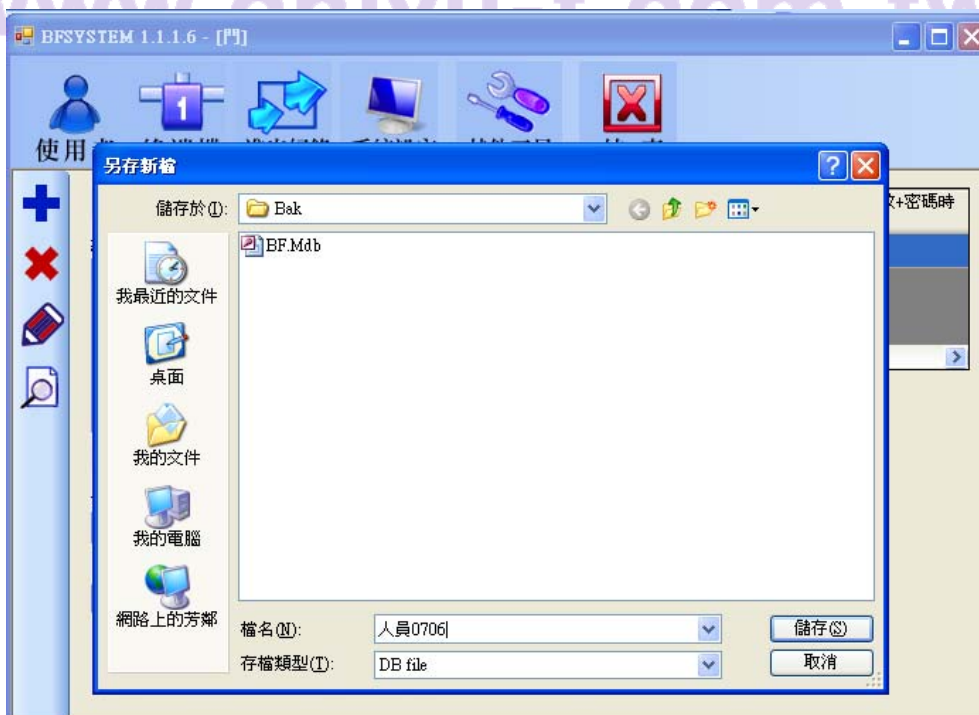 BFSYSTEM 1.1.1.6 - [門]
使用
另存新檔
儲存於(I):
Bak
+密碼時
我最近的文件
桌面
我的文件
我的電腦
網路上的芳鄰
BF.Mdb
檔名(N):
人員0706
儲存(S)
存檔類型(T):
DB file
取消